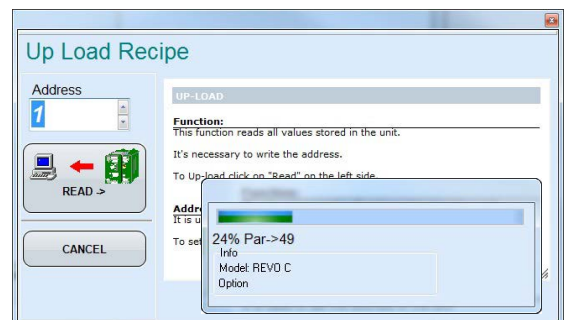 Up Load Recipe
Address
1
READ ->
CANCEL
UP-LOAD
Function:
This function reads all values stored in the unit.
It's necessary to write the address.
To Up-load click on "Read" on the left side.
It is
To
24% Par->49
Info
Model: REVO C
Option